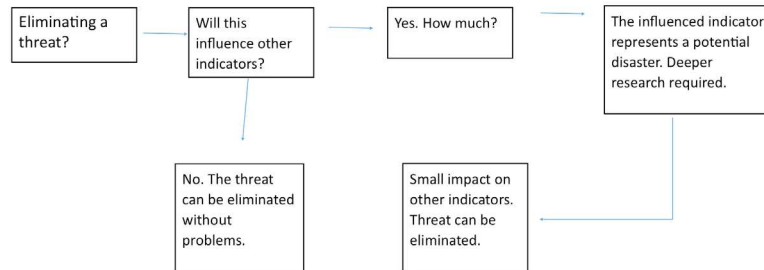 Eliminating a
threat?
Will this
influence other
indicators?
Yes. How much?
The influenced indicator
represents a potential
disaster. Deeper
research required.
No. The threat
can be eliminated
without
problems.
Small impact on
other indicators.
Threat can be
eliminated.